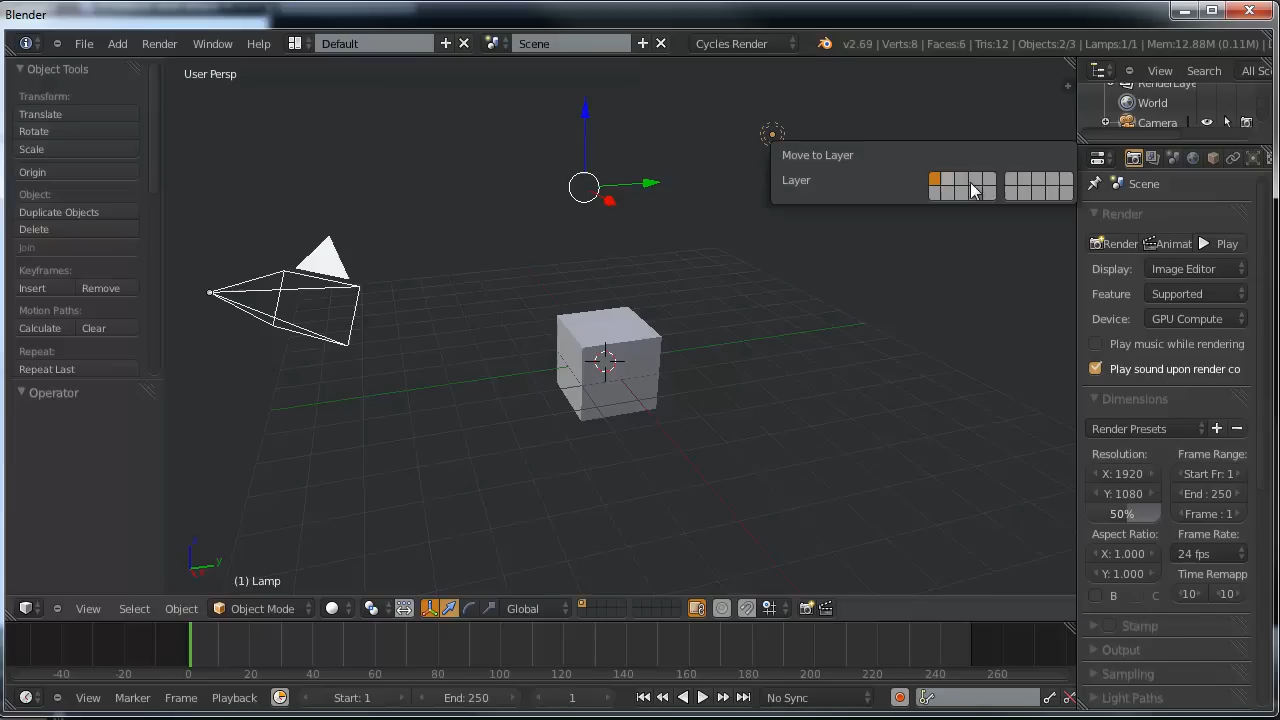 Blender
File Add Render Window Help Default Scene Cycles Render v2.69 | Verts:8 | Faces:6 | Tris:12 | Objects:2/3 | Lamps:1/1 | Mem:12.88M (0.11M) |
Object Tools
Transform:
Translate
Rotate
Scale
Origin
Object:
Duplicate Objects
Delete
Join
Keyframes:
Insert Remove
Motion Paths:
Calculate Clear
Repeat:
Repeat Last
Operator
User Persp
Move to Layer
Layer
y
(1) Lamp
View Search All Sc
RenderLaye
World
Camera
Scene
Render
Render Animat Play
Display: Image Editor
Feature Supported
Device: GPU Compute
Play music while rendering
Play sound upon render co
Dimensions
Render Presets
Resolution: Frame Range:
X: 1920 Start Fr: 1
Y: 1080 End : 250
50% Frame : 1
Aspect Ratio: Frame Rate:
X: 1.000 24 fps
Y: 1.000 Time Remapp
B C 10 10
Stamp
Output
Sampling
Light Paths
View Select Object Object Mode Global
-40 -20 0 20 40 60 80 100 120 140 160 180 200 220 240 260
View Marker Frame Playback Start: 1 End: 250 1 No Sync